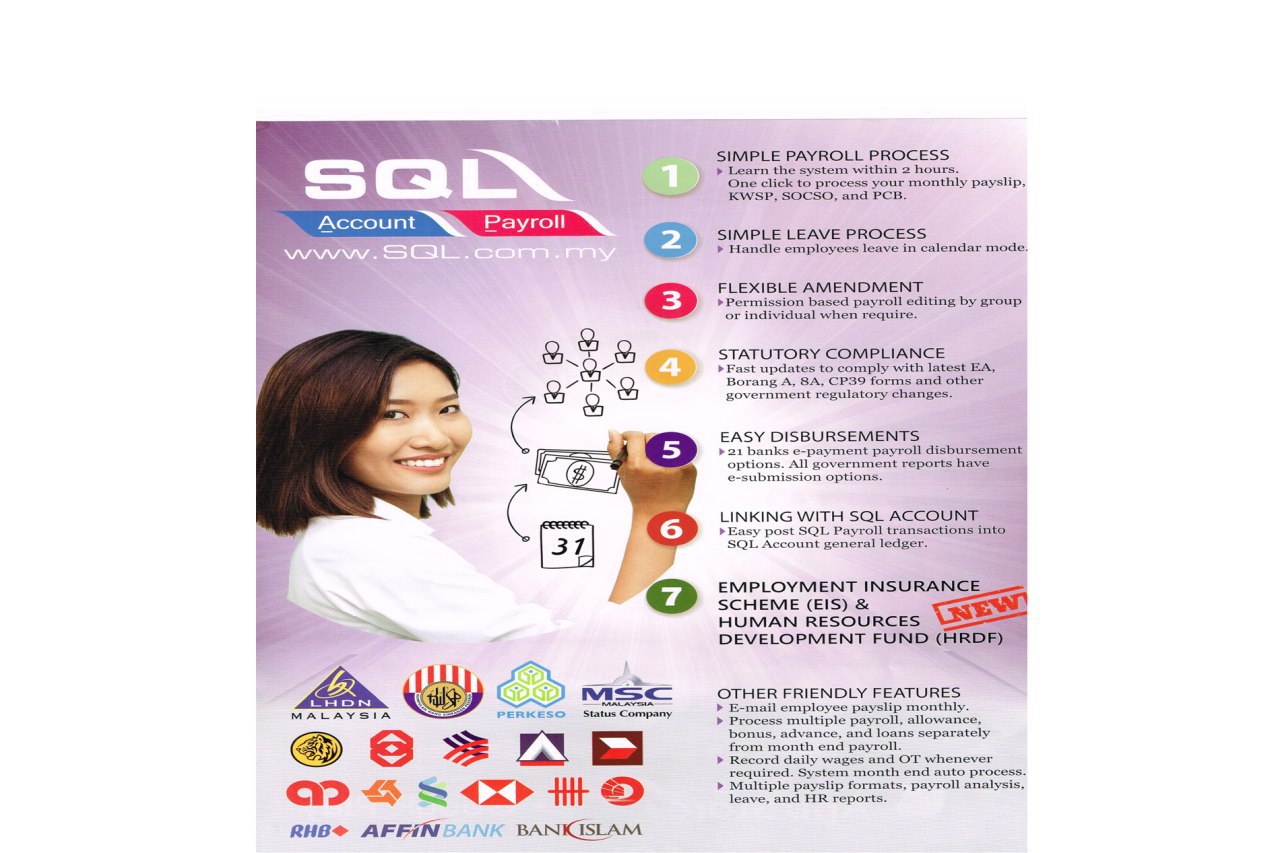 SQL
Account Payroll
www.SQL.com.my
1
SIMPLE PAYROLL PROCESS
Learn the system within 2 hours.
One click to process your monthly payslip,
KWSP, SOCSO, and PCB.
2
SIMPLE LEAVE PROCESS
Handle employees leave in calendar mode.
3
FLEXIBLE AMENDMENT
Permission based payroll editing by group
or individual when require.
4
STATUTORY COMPLIANCE
Fast updates to comply with latest EA,
Borang A, 8A, CP39 forms and other
government regulatory changes.
5
EASY DISBURSEMENTS
21 banks e-payment payroll disbursement
options. All government reports have
e-submission options.
$
31
6
LINKING WITH SQL ACCOUNT
Easy post SQL Payroll transactions into
SQL Account general ledger.
7
EMPLOYMENT INSURANCE
SCHEME (EIS) &
HUMAN RESOURCES
DEVELOPMENT FUND (HRDF)
NEW
LHDN
MALAYSIA
PERKESO
MSC
MALAYSIA
Status Company
RHB
AFFIN BANK
BANK ISLAM
OTHER FRIENDLY FEATURES
E-mail employee payslip monthly.
Process multiple payroll, allowance,
bonus, advance, and loans separately
from month end payroll.
Record daily wages and OT whenever
required. System month end auto process.
Multiple payslip formats, payroll analysis,
leave, and HR reports.